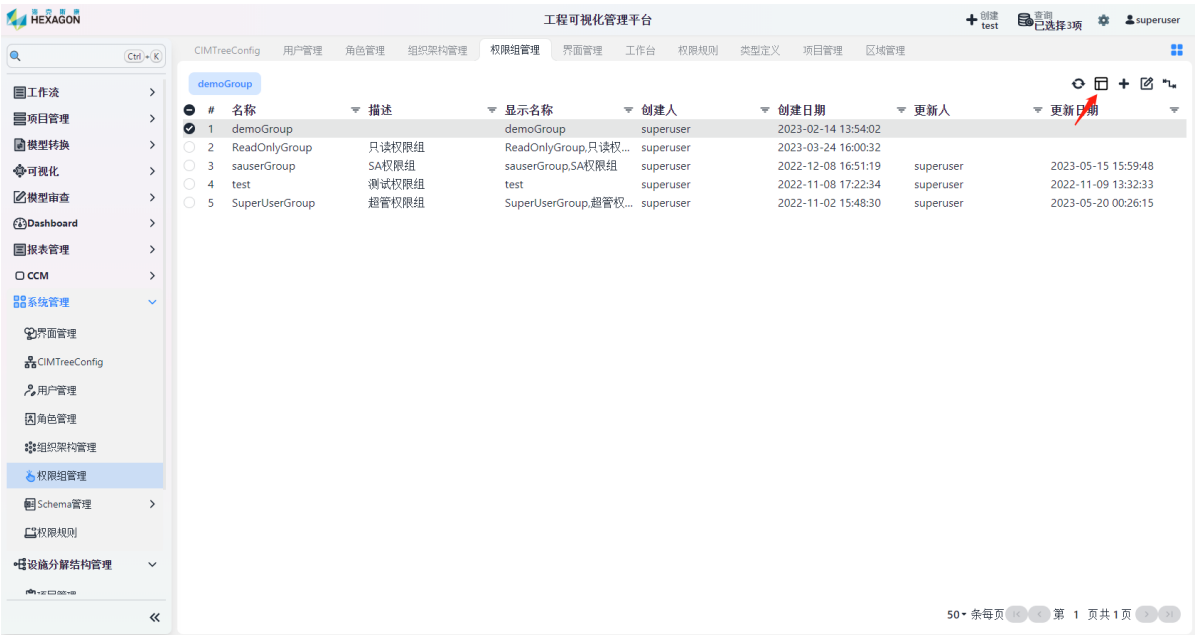 HEXAGON
工程可视化管理平台
创建
test
查询
已选择3项
superuser
Ctrl + K
CIMTreeConfig 用户管理 角色管理 组织架构管理 权限组管理 界面管理 工作台 权限规则 类型定义 项目管理 区域管理
demoGroup
工作流
项目管理
模型转换
可视化
模型审查
Dashboard
报表管理
CCM
系统管理
界面管理
CIMTreeConfig
用户管理
角色管理
组织架构管理
权限组管理
Schema管理
权限规则
设施分解结构管理
项目管理
# 名称 描述 显示名称 创建人 创建日期 更新人 更新日期
1 demoGroup demoGroup superuser 2023-02-14 13:54:02
2 ReadOnlyGroup 只读权限组 ReadOnlyGroup,只读权... superuser 2023-03-24 16:00:32
3 sauserGroup SA权限组 sauserGroup,SA权限组 superuser 2022-12-08 16:51:19 superuser 2023-05-15 15:59:48
4 test 测试权限组 test superuser 2022-11-08 17:22:34 superuser 2022-11-09 13:32:33
5 SuperUserGroup 超管权限组 SuperUserGroup,超管权... superuser 2022-11-02 15:48:30 superuser 2023-05-20 00:26:15
50 条每页 第 1 页共1页